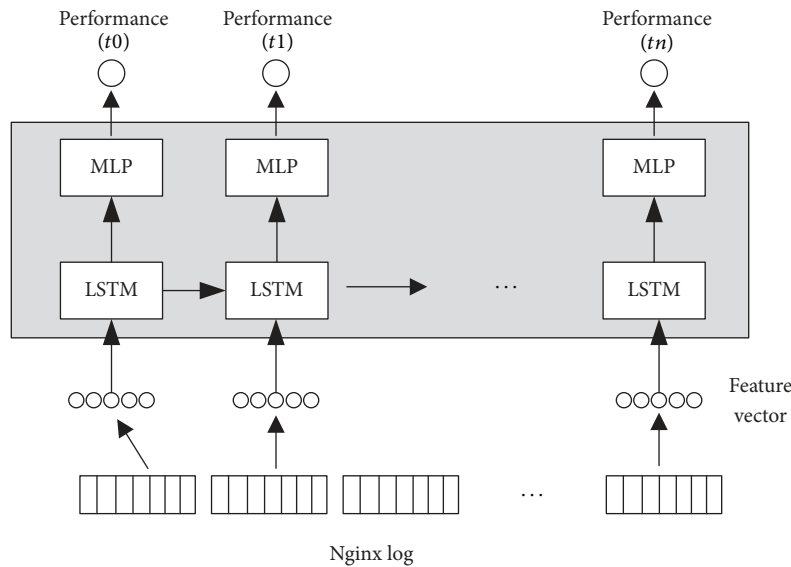 Performance
(t0)
Performance
(t1)
Performance
(tn)
MLP
MLP
MLP
LSTM
LSTM
...
LSTM
Feature
vector
...
Nginx log